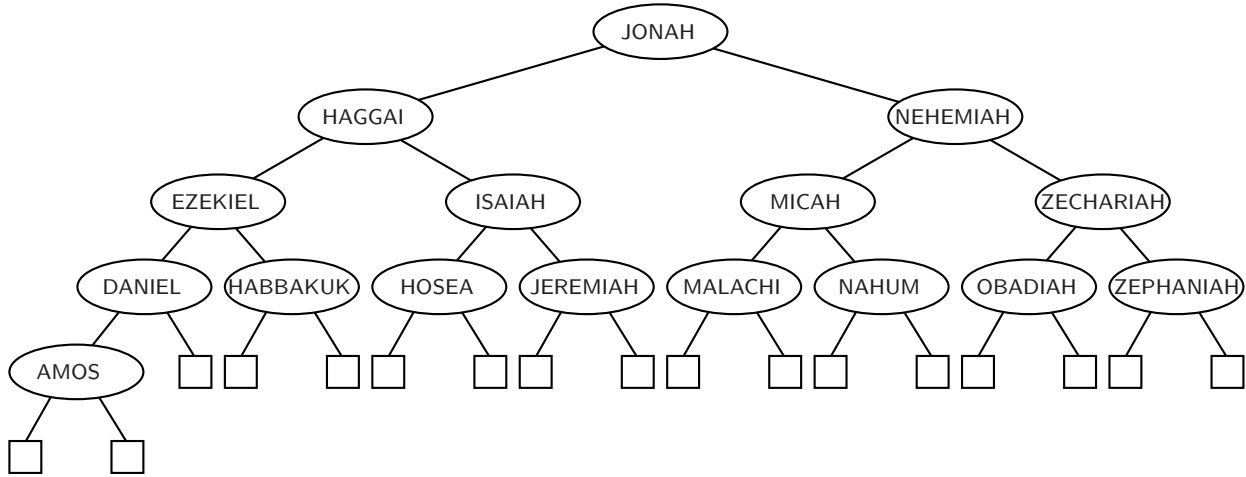 JONAH
HAGGAI NEHEMIAH
EZEKIEL ISAIAH MICAH ZECHARIAH
DANIEL HABBAKUK HOSEA JEREMIAH MALACHI NAHUM OBADIAH ZEPHANIAH
AMOS